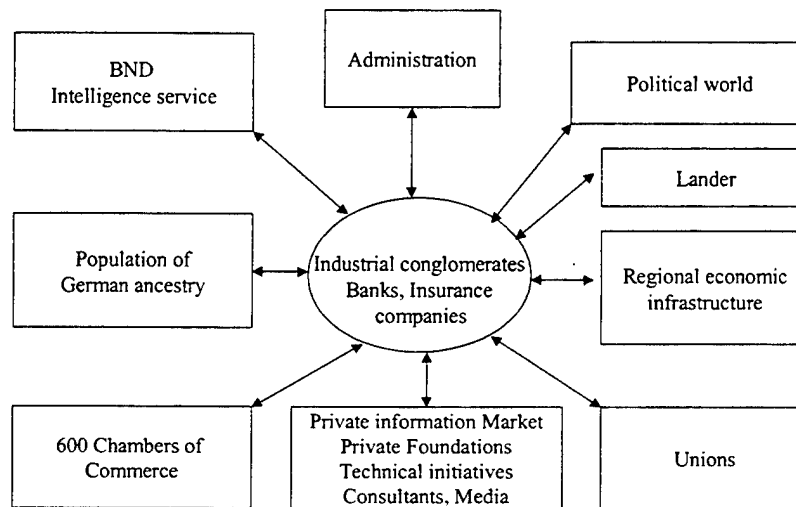 BND
Intelligence service
Administration
Political world
Lander
Population of
German ancestry
Industrial conglomerates
Banks, Insurance
companies
Regional economic
infrastructure
600 Chambers of
Commerce
Private information Market
Private Foundations
Technical initiatives
Consultants, Media
Unions